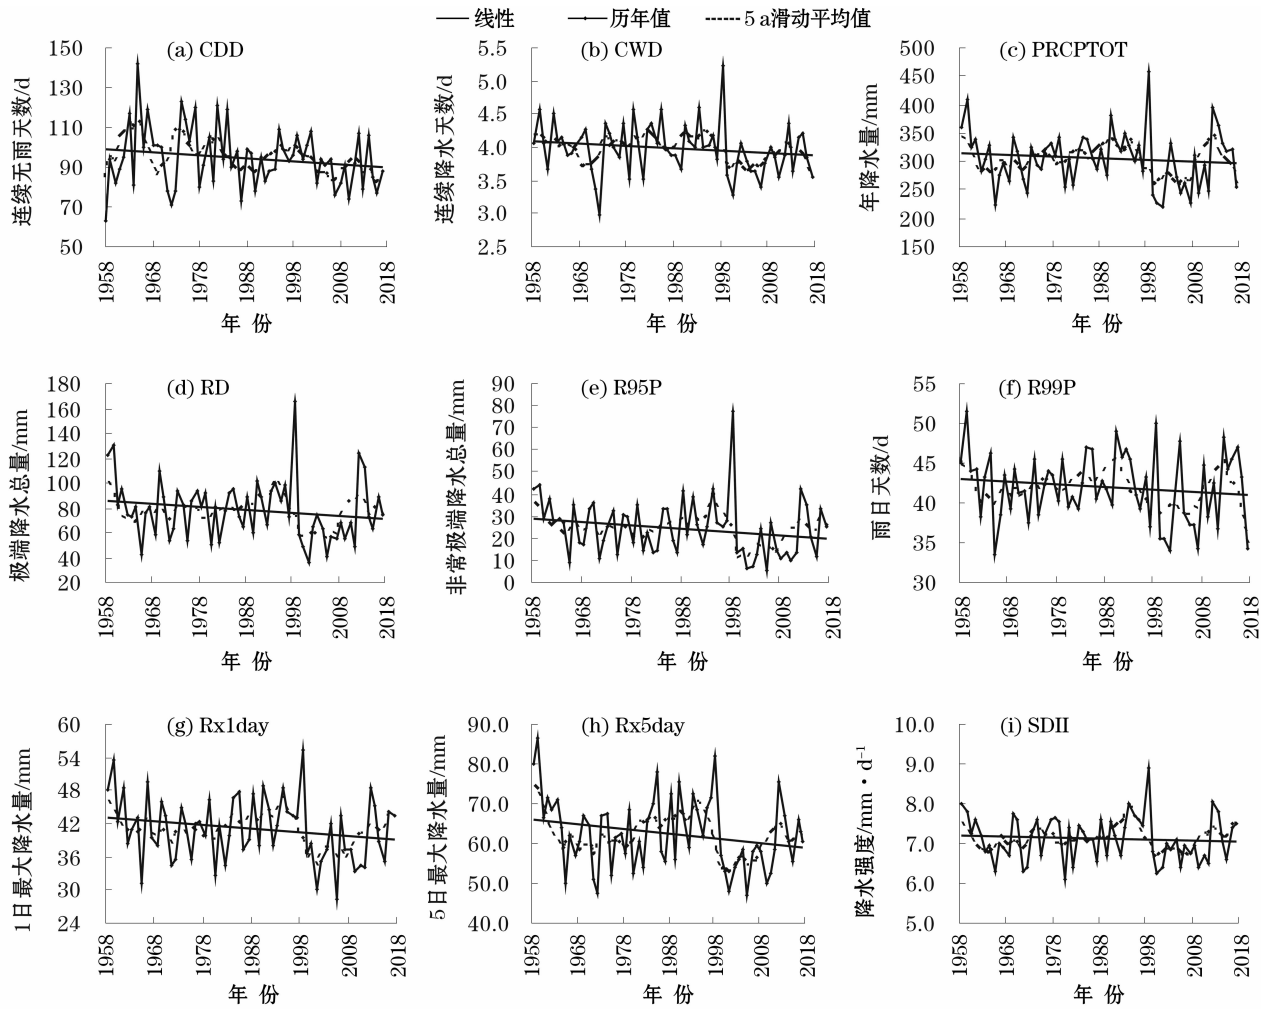 线性 历年值 5 a滑动平均值
(a) CDD
连续无雨天数/d
150
130
110
90
70
50
1958 1968 1978 1988 1998 2008 2018
年 份
(b) CWD
连续降水天数/d
5.5
5.0
4.5
4.0
3.5
3.0
2.5
1958 1968 1978 1988 1998 2008 2018
年 份
(c) PRCPTOT
年降水量/mm
500
450
400
350
300
250
200
150
1958 1968 1978 1988 1998 2008 2018
年 份
(d) RD
极端降水总量/mm
180
160
140
120
100
80
60
40
20
1958 1968 1978 1988 1998 2008 2018
年 份
(e) R95P
非常极端降水总量/mm
90
80
70
60
50
40
30
20
10
0
1958 1968 1978 1988 1998 2008 2018
年 份
(f) R99P
雨日天数/d
55
50
45
40
35
30
1958 1968 1978 1988 1998 2008 2018
年 份
(g) Rx1day
1日最大降水量/mm
60
54
48
42
36
30
24
1958 1968 1978 1988 1998 2008 2018
年 份
(h) Rx5day
5日最大降水量/mm
90.0
80.0
70.0
60.0
50.0
40.0
1958 1968 1978 1988 1998 2008 2018
年 份
(i) SDII
降水强度/mm·d⁻¹
10.0
9.0
8.0
7.0
6.0
5.0
1958 1968 1978 1988 1998 2008 2018
年 份